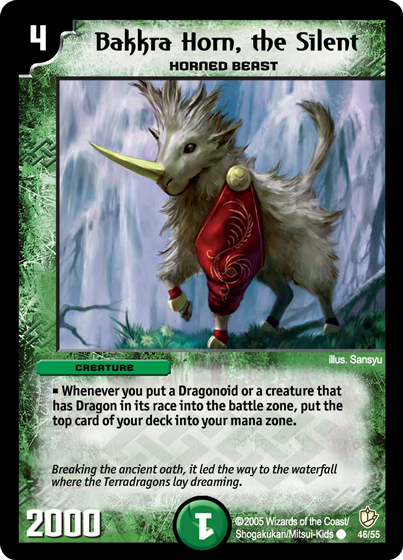 4
Bakkra Horn, the Silent
HORNED BEAST
illus. Sansyu
CREATURE
▪ Whenever you put a Dragonoid or a creature that
has Dragon in its race into the battle zone, put the
top card of your deck into your mana zone.
Breaking the ancient oath, it led the way to the waterfall
where the Terradragons lay dreaming.
2000
1
©2005 Wizards of the Coast/
Shogakukan/Mitsui-Kids ● 46/55